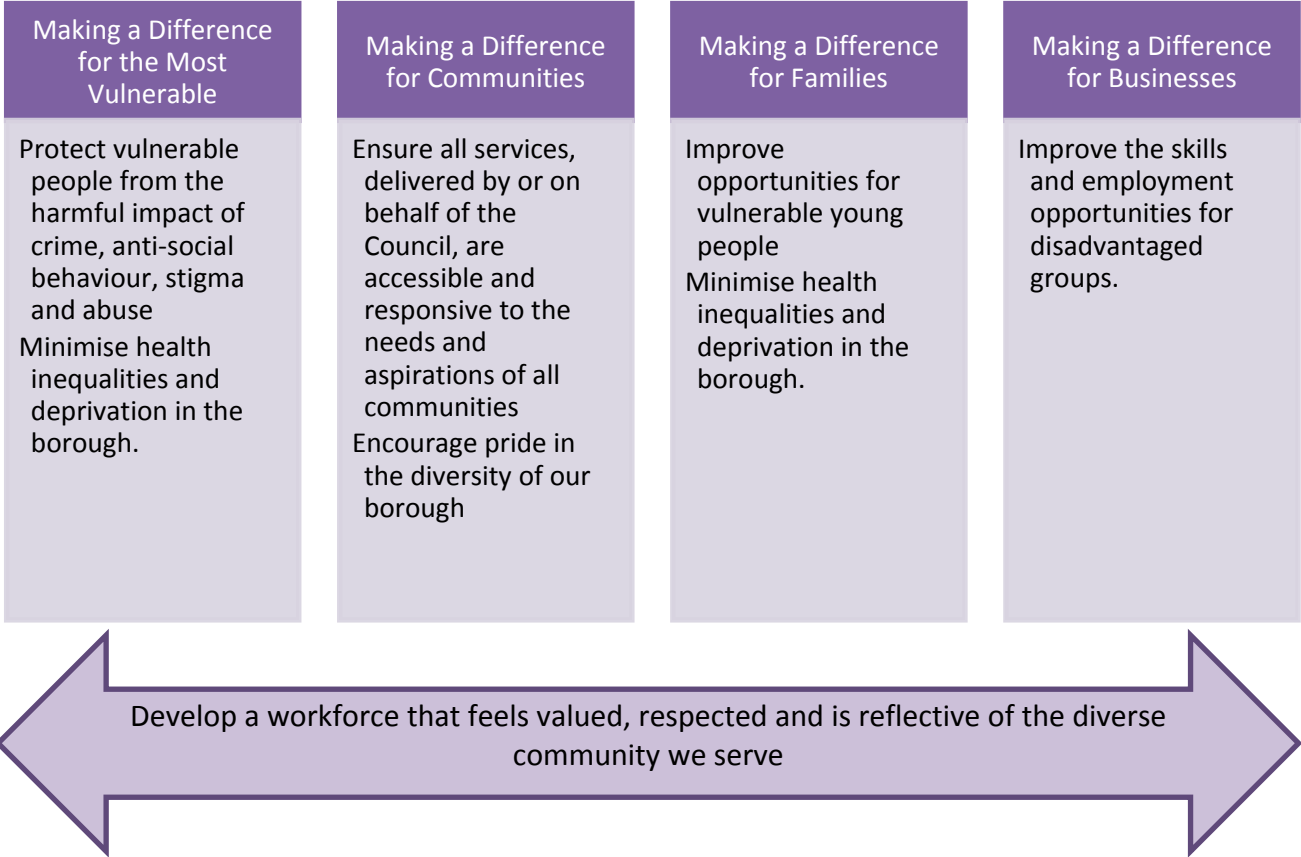 Making a Difference
for the Most
Vulnerable
Protect vulnerable
people from the
harmful impact of
crime, anti-social
behaviour, stigma
and abuse
Minimise health
inequalities and
deprivation in the
borough.
Making a Difference
for Communities
Ensure all services,
delivered by or on
behalf of the
Council, are
accessible and
responsive to the
needs and
aspirations of all
communities
Encourage pride in
the diversity of our
borough
Making a Difference
for Families
Improve
opportunities for
vulnerable young
people
Minimise health
inequalities and
deprivation in the
borough.
Making a Difference
for Businesses
Improve the skills
and employment
opportunities for
disadvantaged
groups.
Develop a workforce that feels valued, respected and is reflective of the diverse
community we serve